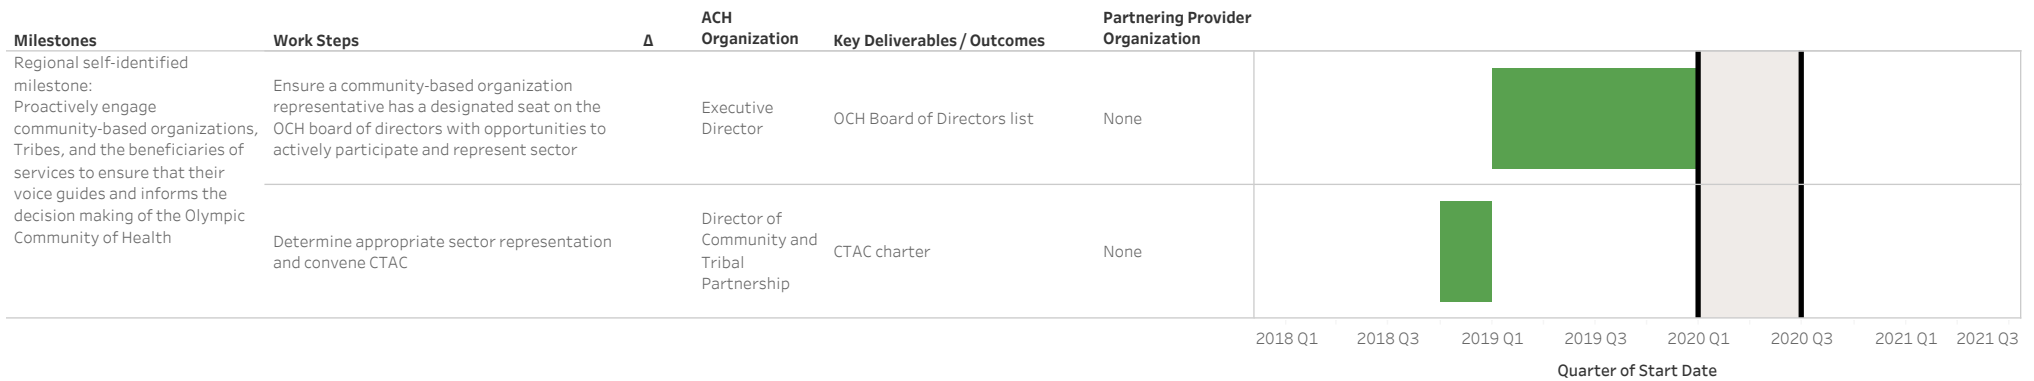 Milestones
Work Steps
Δ
ACH
Organization
Key Deliverables / Outcomes
Partnering Provider
Organization
Regional self-identified
milestone:
Proactively engage
community-based organizations,
Tribes, and the beneficiaries of
services to ensure that their
voice guides and informs the
decision making of the Olympic
Community of Health
Ensure a community-based organization
representative has a designated seat on the
OCH board of directors with opportunities to
actively participate and represent sector
Executive
Director
OCH Board of Directors list
None
Determine appropriate sector representation
and convene CTAC
Director of
Community and
Tribal
Partnership
CTAC charter
None
2018 Q1
2018 Q3
2019 Q1
2019 Q3
2020 Q1
2020 Q3
2021 Q1
2021 Q3
Quarter of Start Date